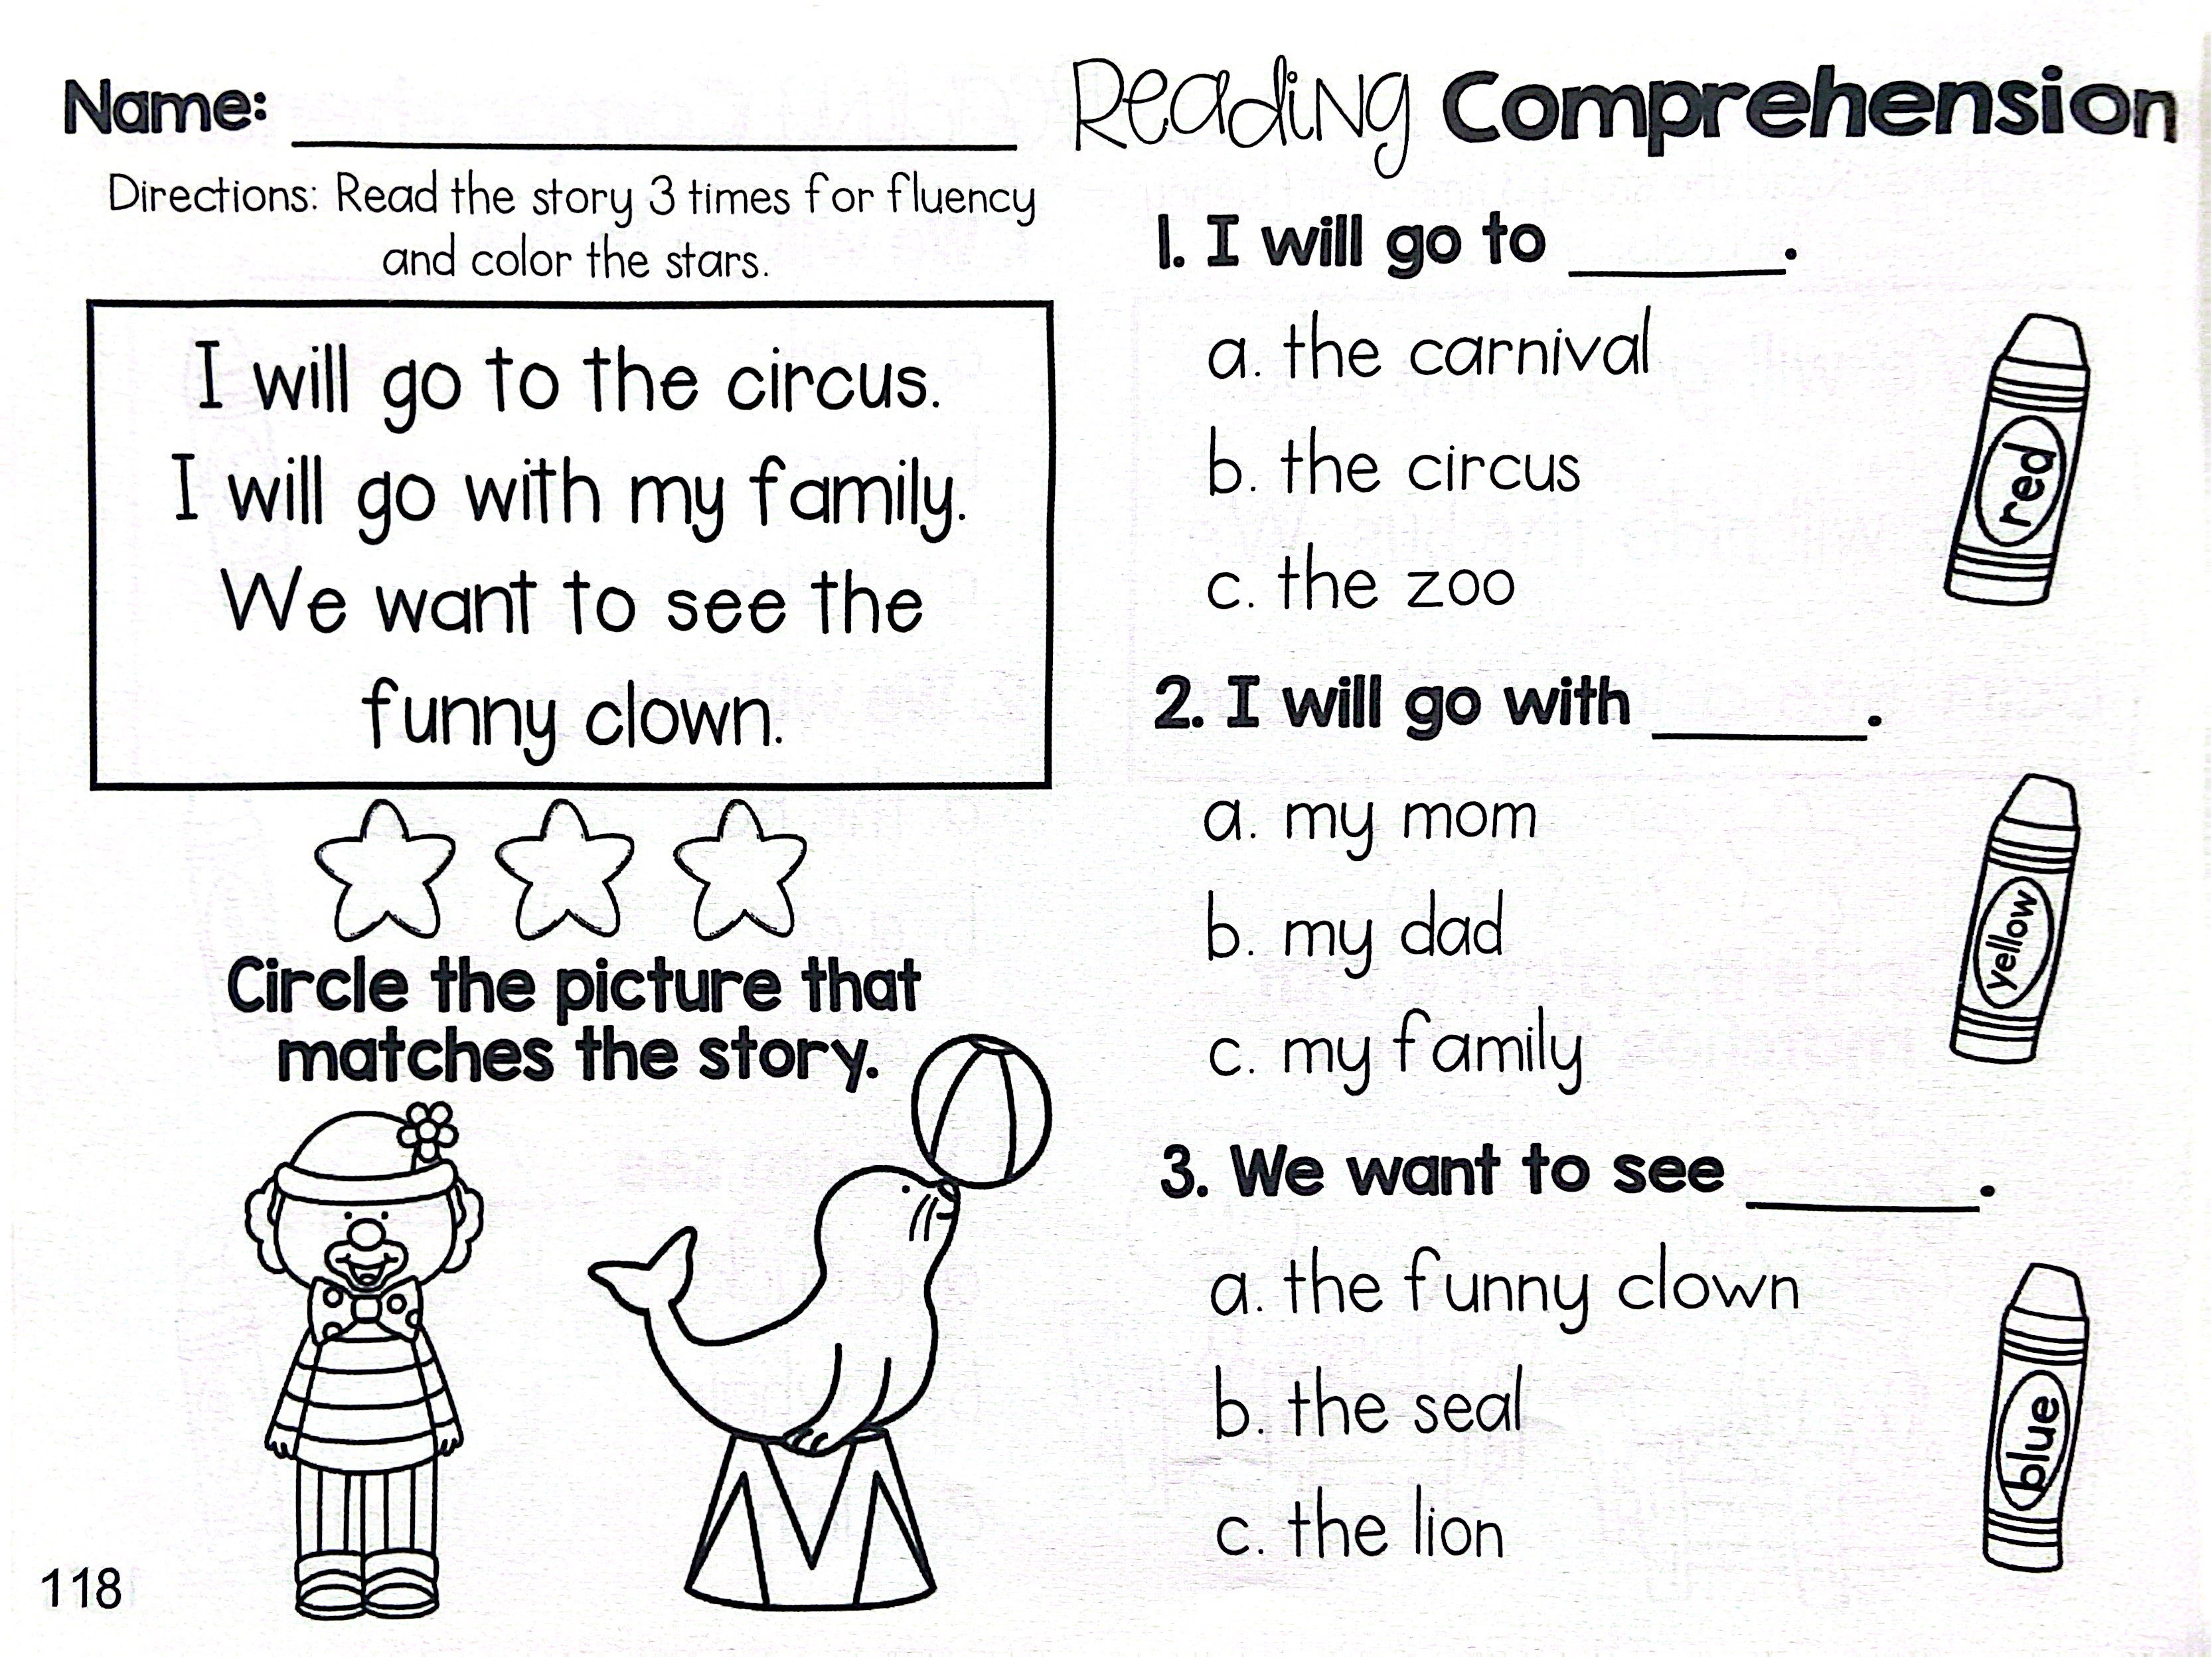 Name:
Directions: Read the story 3 times for fluency
and color the stars.
I will go to the circus.
I will go with my family.
We want to see the
funny clown.
Circle the picture that
matches the story.
118
Reading Comprehension
1. I will go to ______.
a. the carnival
b. the circus
c. the zoo
red
2. I will go with ______.
a. my mom
b. my dad
c. my family
yellow
3. We want to see ______.
a. the funny clown
b. the seal
c. the lion
blue